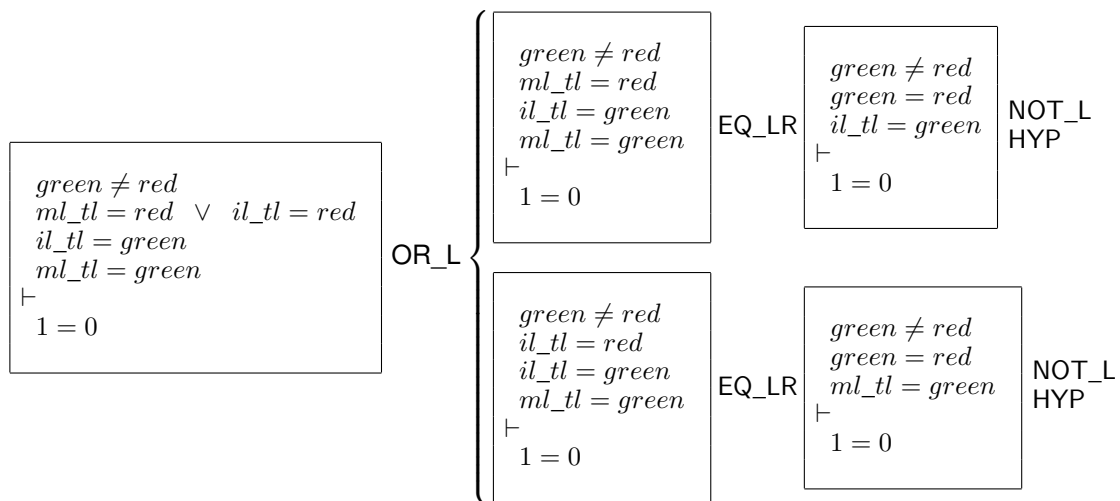 green ≠ red
ml_tl = red ∨ il_tl = red
il_tl = green
ml_tl = green
⊢
1 = 0
OR_L
green ≠ red
ml_tl = red
il_tl = green
ml_tl = green
⊢
1 = 0
EQ_LR
green ≠ red
green = red
il_tl = green
⊢
1 = 0
NOT_L
HYP
green ≠ red
il_tl = red
il_tl = green
ml_tl = green
⊢
1 = 0
EQ_LR
green ≠ red
green = red
ml_tl = green
⊢
1 = 0
NOT_L
HYP